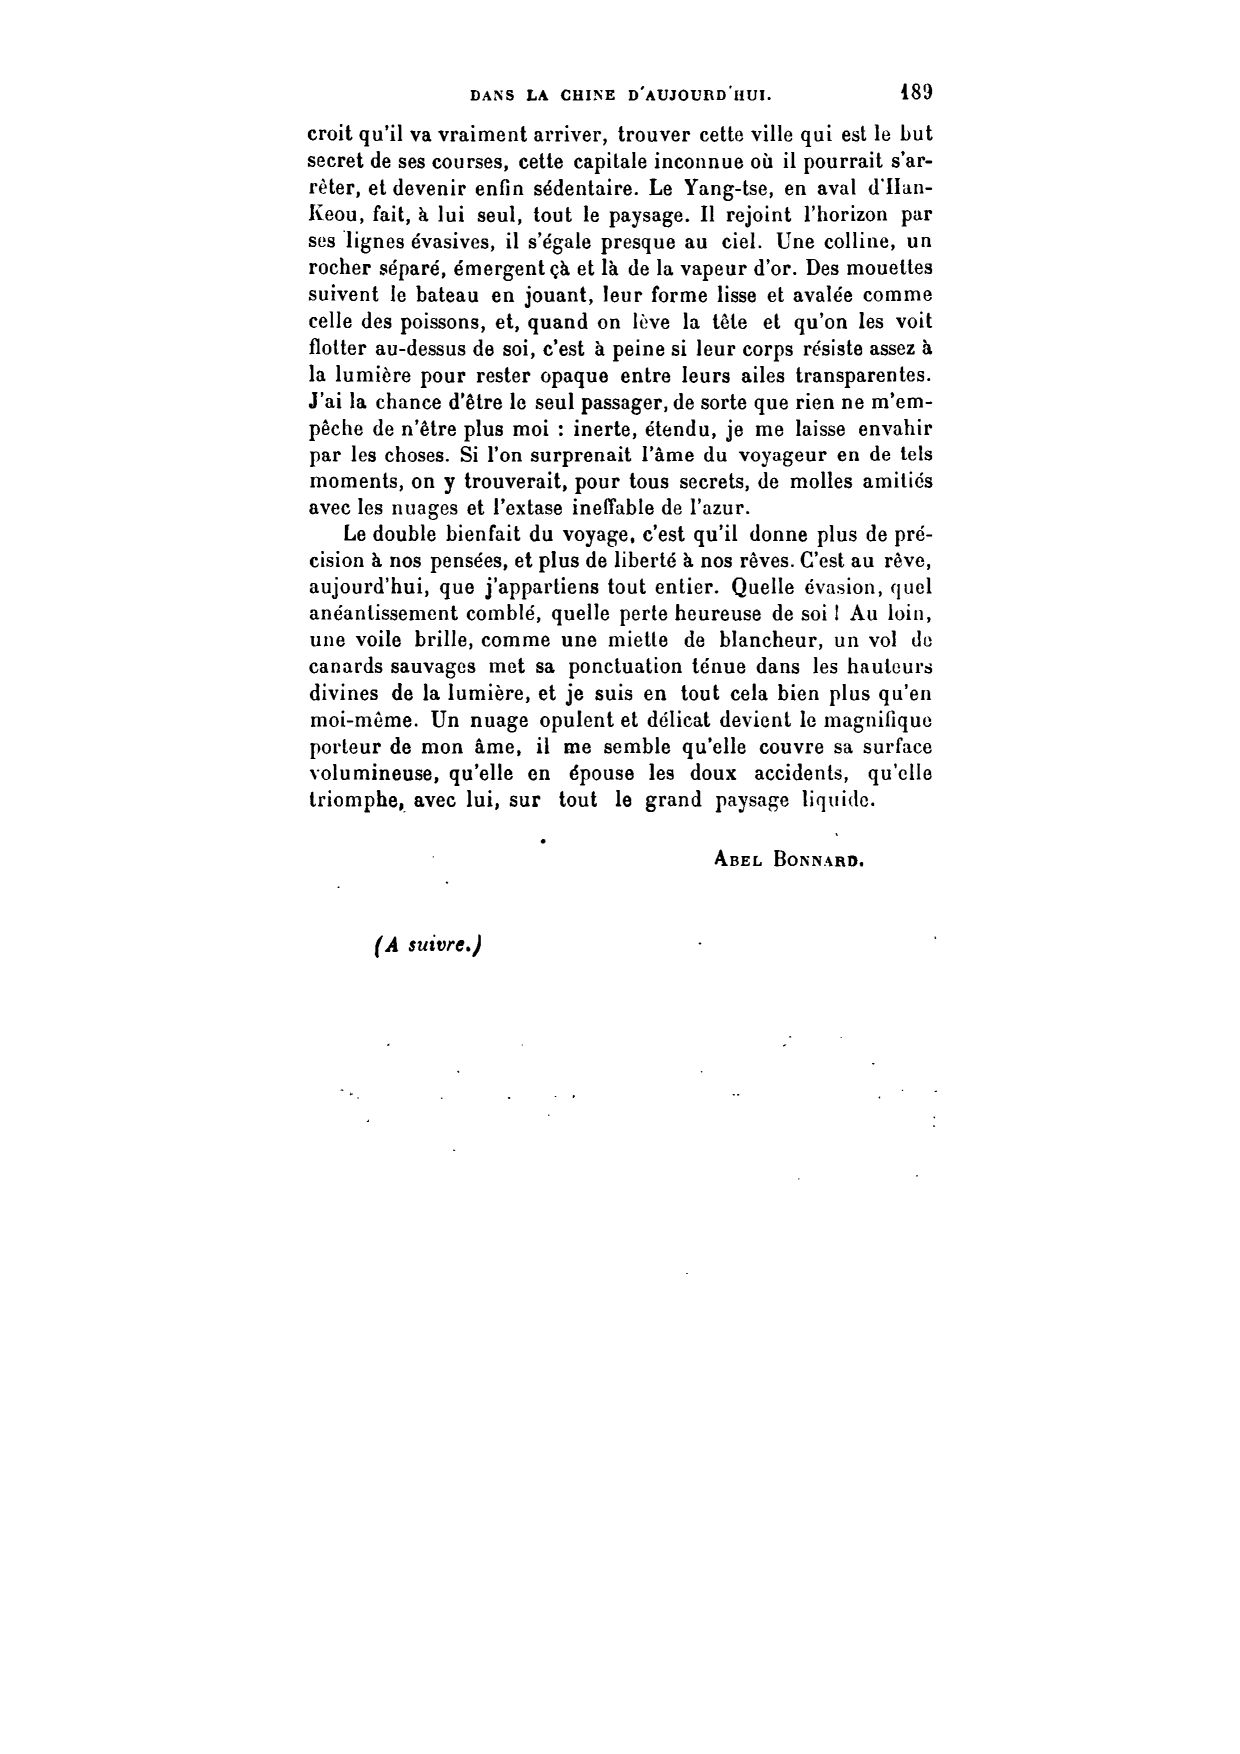 DANS LA CHINE D'AUJOURD'HUI. 189
croit qu'il va vraiment arriver, trouver cette ville qui est le but
secret de ses courses, cette capitale inconnue où il pourrait s'ar-
rêter, et devenir enfin sédentaire. Le Yang-tse, en aval d'Han-
Keou, fait, à lui seul, tout le paysage. Il rejoint l'horizon par
ses lignes évasives, il s'égale presque au ciel. Une colline, un
rocher séparé, émergent çà et là de la vapeur d'or. Des mouettes
suivent le bateau en jouant, leur forme lisse et avalée comme
celle des poissons, et, quand on lève la tête et qu'on les voit
flotter au-dessus de soi, c'est à peine si leur corps résiste assez à
la lumière pour rester opaque entre leurs ailes transparentes.
J'ai la chance d'être le seul passager, de sorte que rien ne m'em-
pêche de n'être plus moi : inerte, étendu, je me laisse envahir
par les choses. Si l'on surprenait l'âme du voyageur en de tels
moments, on y trouverait, pour tous secrets, de molles amitiés
avec les nuages et l'extase ineffable de l'azur.
Le double bienfait du voyage, c'est qu'il donne plus de pré-
cision à nos pensées, et plus de liberté à nos rêves. C'est au rêve,
aujourd'hui, que j'appartiens tout entier. Quelle évasion, quel
anéantissement comblé, quelle perte heureuse de soi ! Au loin,
une voile brille, comme une miette de blancheur, un vol de
canards sauvages met sa ponctuation ténue dans les hauteurs
divines de la lumière, et je suis en tout cela bien plus qu'en
moi-même. Un nuage opulent et délicat devient le magnifique
porteur de mon âme, il me semble qu'elle couvre sa surface
volumineuse, qu'elle en épouse les doux accidents, qu'elle
triomphe, avec lui, sur tout le grand paysage liquide.
ABEL BONNARD.
(A suivre.)